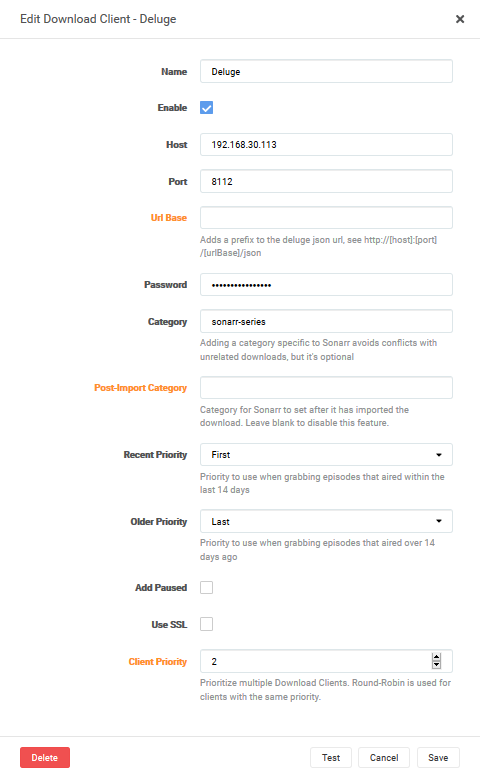 Edit Download Client - Deluge
Name
Deluge
Enable
Host
192.168.30.113
Port
8112
Url Base
Adds a prefix to the deluge json url, see http://[host]:[port]
/[urlBase]/json
Password
••••••••••••••••
Category
sonarr-series
Adding a category specific to Sonarr avoids conflicts with
unrelated downloads, but it's optional
Post-Import Category
Category for Sonarr to set after it has imported the
download. Leave blank to disable this feature.
Recent Priority
First
Priority to use when grabbing episodes that aired within the
last 14 days
Older Priority
Last
Priority to use when grabbing episodes that aired over 14
days ago
Add Paused
Use SSL
Client Priority
2
Prioritize multiple Download Clients. Round-Robin is used for
clients with the same priority.
Delete
Test
Cancel
Save